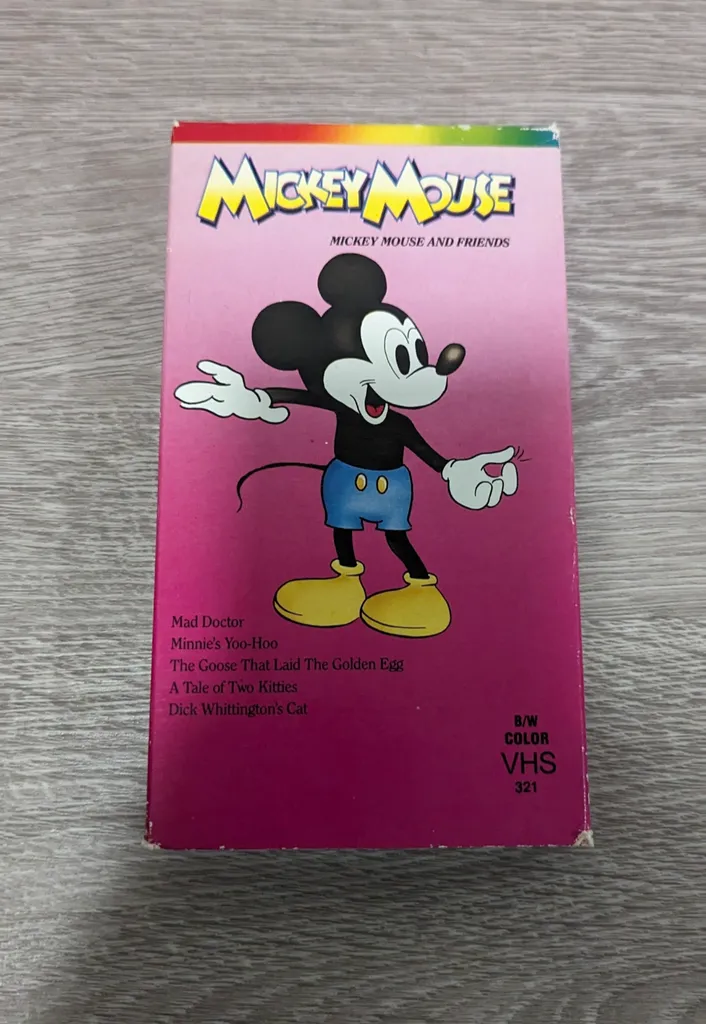 MICKEY MOUSE
MICKEY MOUSE AND FRIENDS
Mad Doctor
Minnie's Yoo-Hoo
The Goose That Laid The Golden Egg
A Tale of Two Kitties
Dick Whittington's Cat
B/W
COLOR
VHS
321